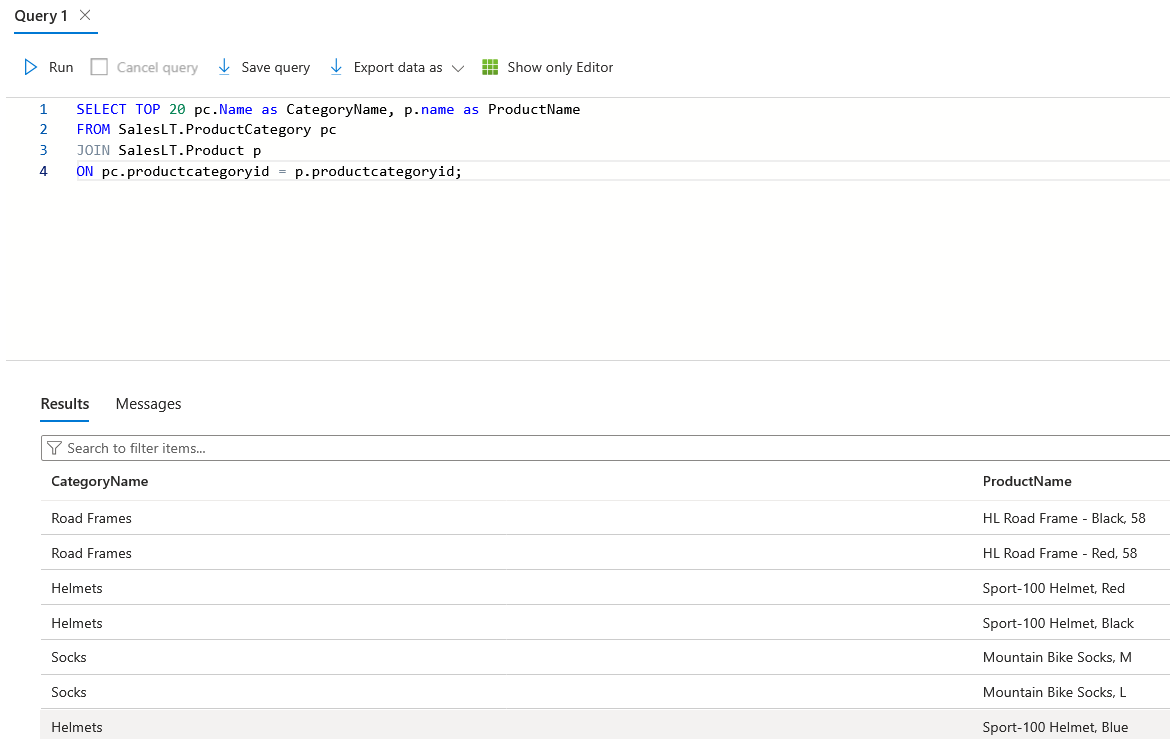 Query 1
Run Cancel query Save query Export data as Show only Editor
1 SELECT TOP 20 pc.Name as CategoryName, p.name as ProductName
2 FROM SalesLT.ProductCategory pc
3 JOIN SalesLT.Product p
4 ON pc.productcategoryid = p.productcategoryid;
Results Messages
Search to filter items...
CategoryName ProductName
Road Frames HL Road Frame - Black, 58
Road Frames HL Road Frame - Red, 58
Helmets Sport-100 Helmet, Red
Helmets Sport-100 Helmet, Black
Socks Mountain Bike Socks, M
Socks Mountain Bike Socks, L
Helmets Sport-100 Helmet, Blue